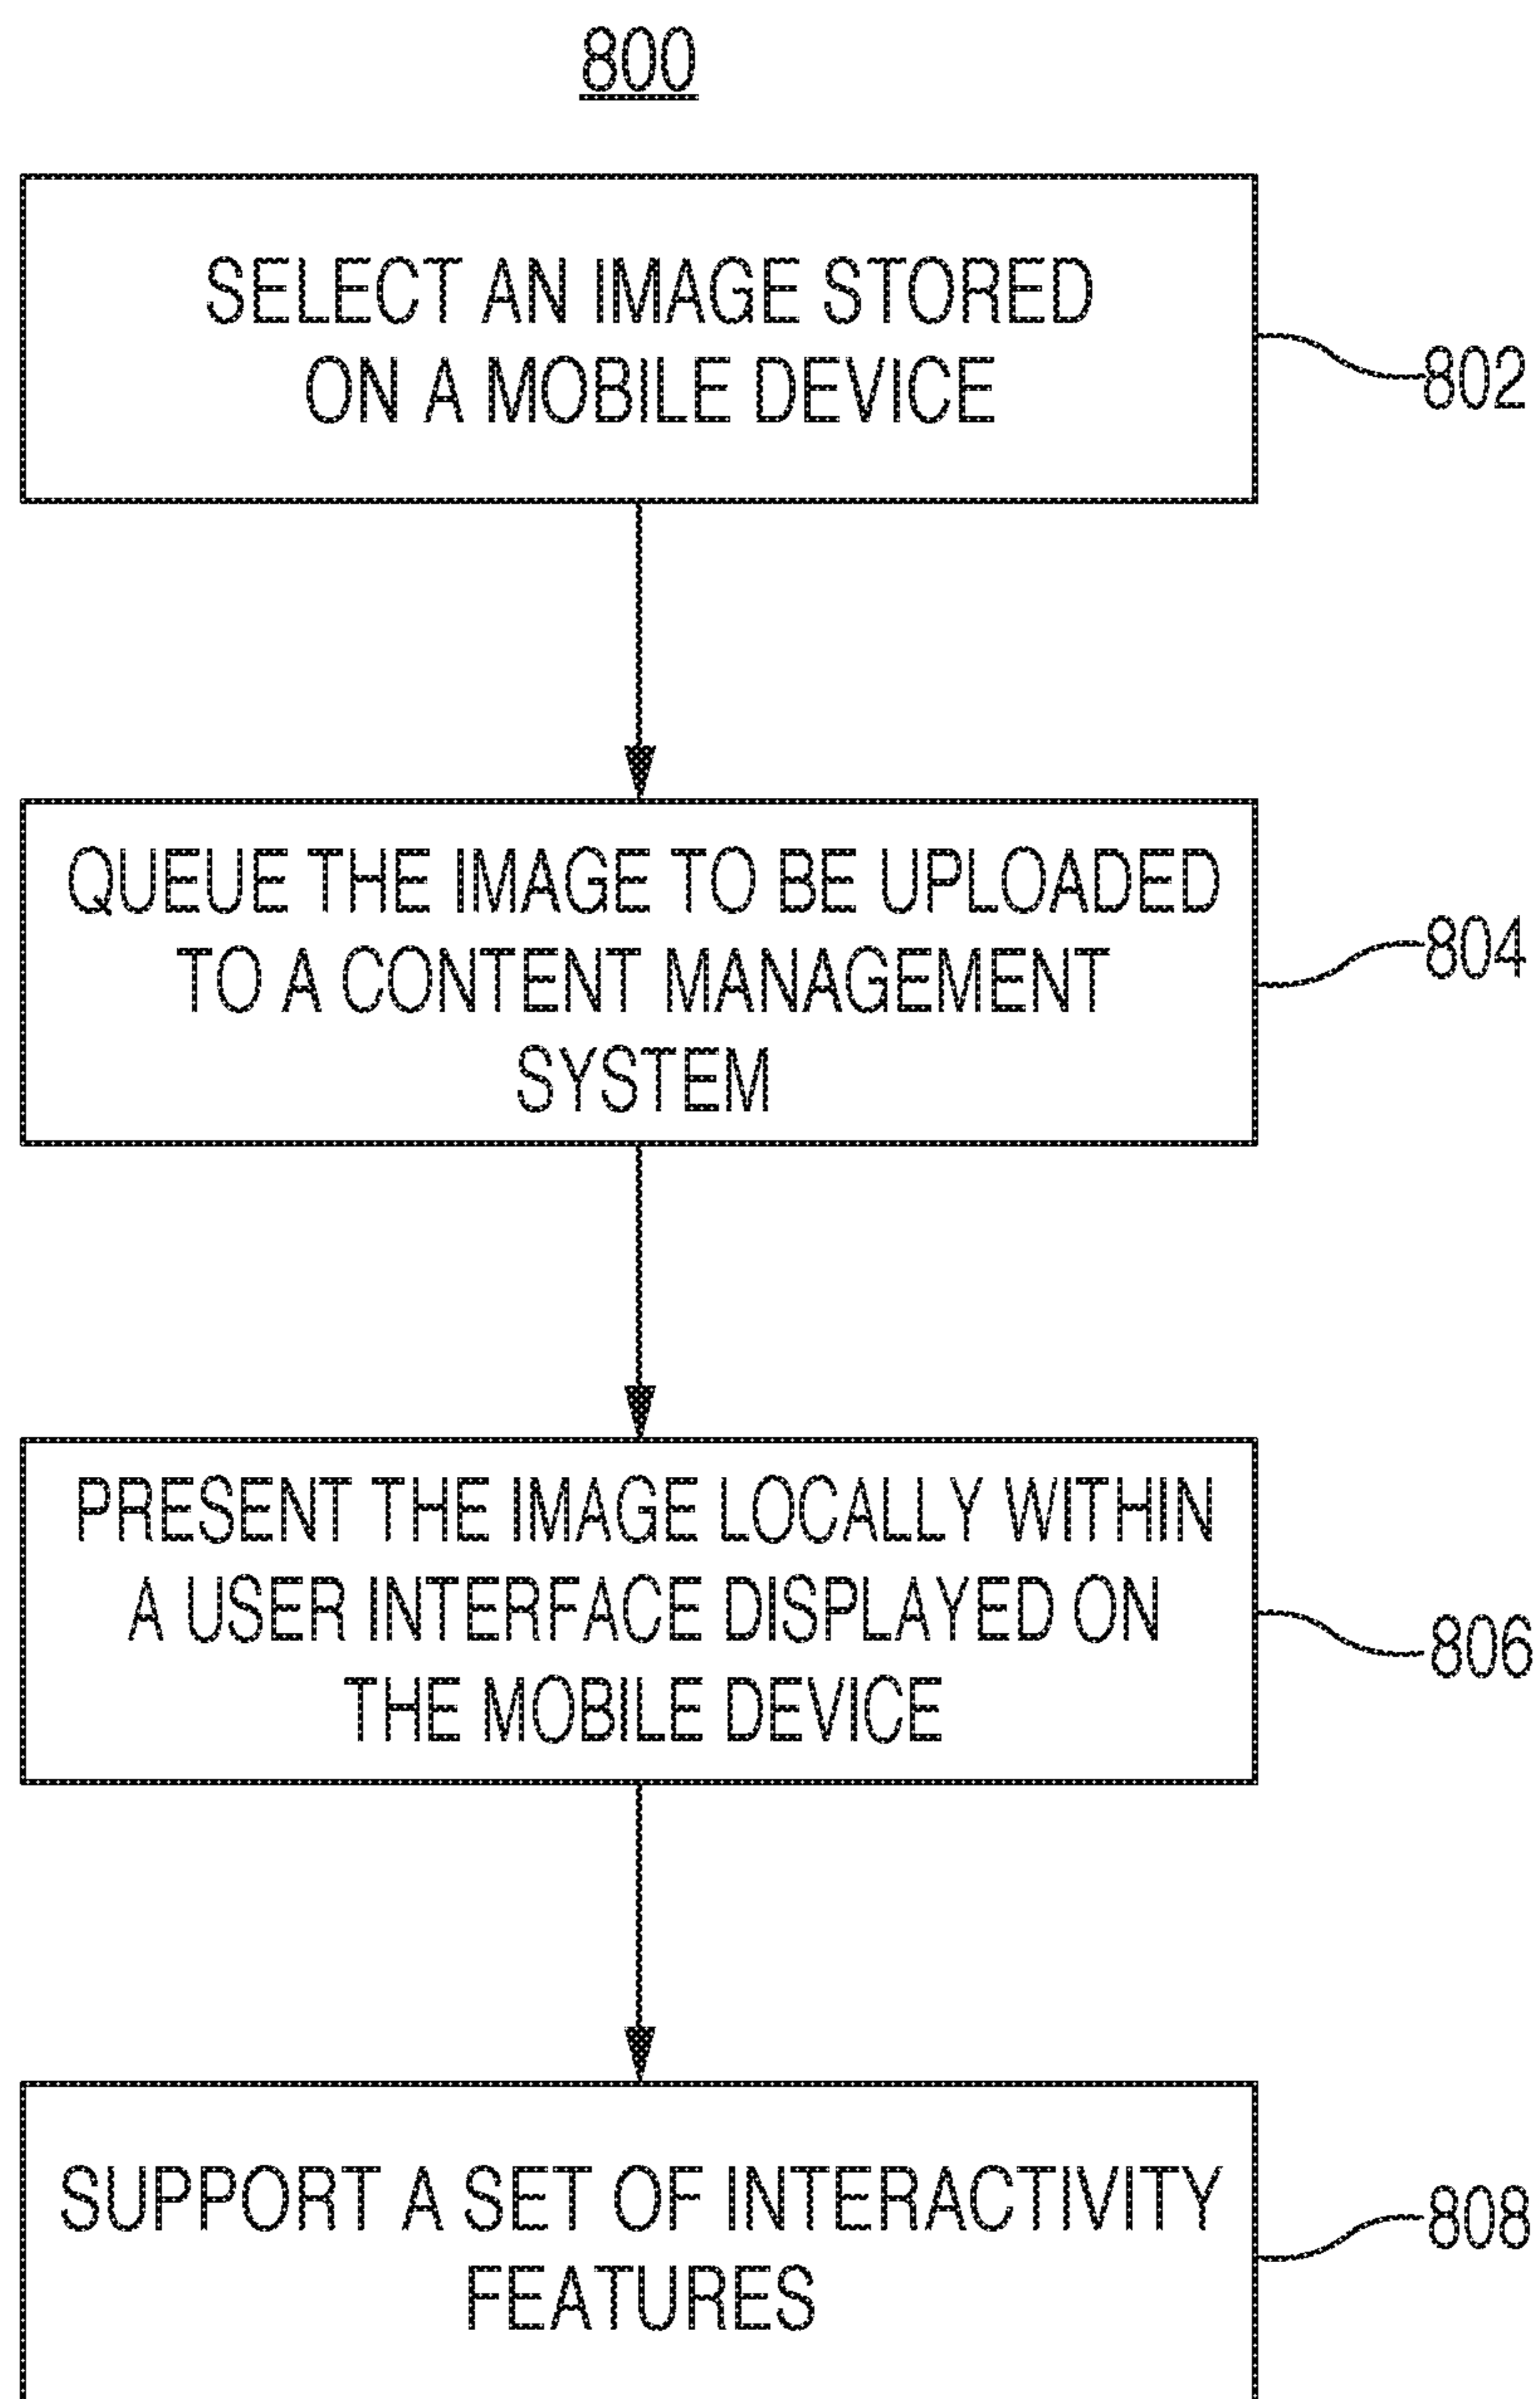 800
SELECT AN IMAGE STORED
ON A MOBILE DEVICE
802
QUEUE THE IMAGE TO BE UPLOADED
TO A CONTENT MANAGEMENT
SYSTEM
804
PRESENT THE IMAGE LOCALLY WITHIN
A USER INTERFACE DISPLAYED ON
THE MOBILE DEVICE
806
SUPPORT A SET OF INTERACTIVITY
FEATURES
808